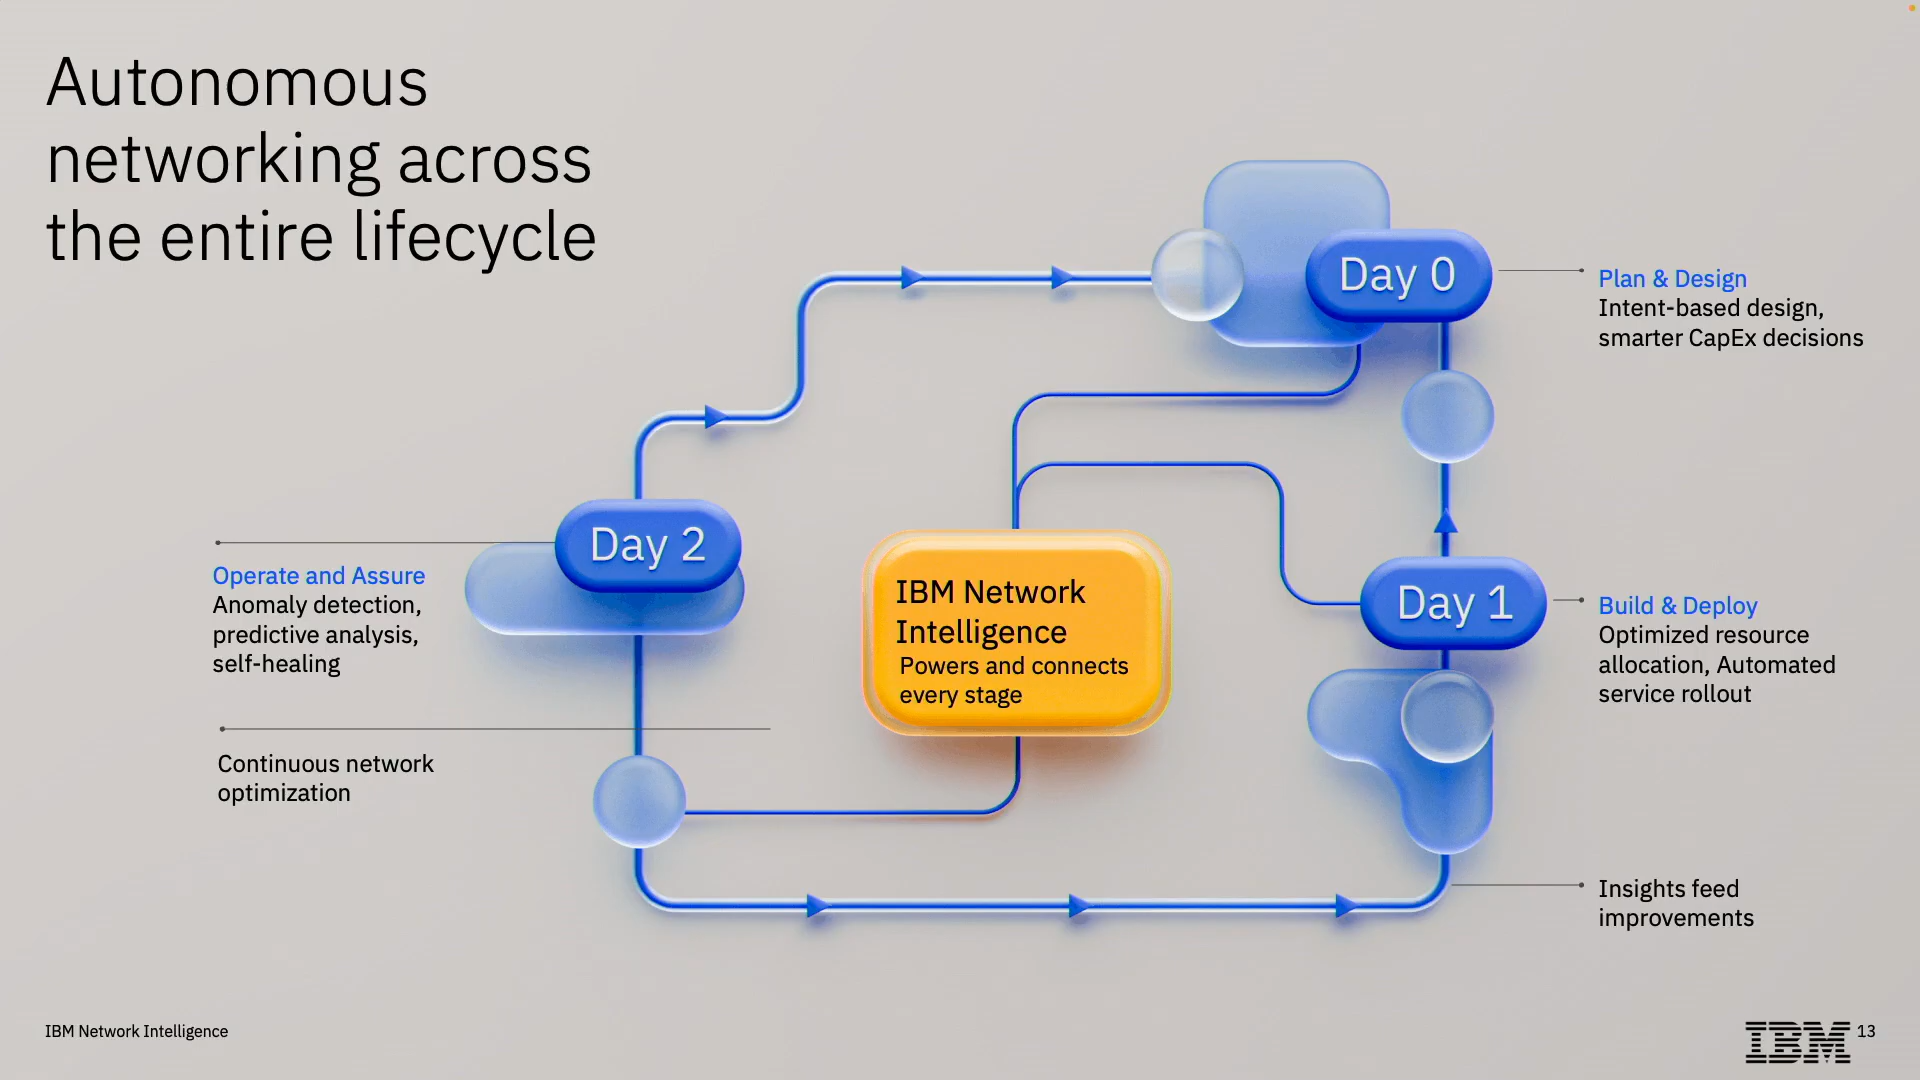 Autonomous
networking across
the entire lifecycle
Day 0
Plan & Design
Intent-based design,
smarter CapEx decisions
Day 2
Operate and Assure
Anomaly detection,
predictive analysis,
self-healing
IBM Network
Intelligence
Powers and connects
every stage
Day 1
Build & Deploy
Optimized resource
allocation, Automated
service rollout
Continuous network
optimization
Insights feed
improvements
IBM Network Intelligence
IBM
13